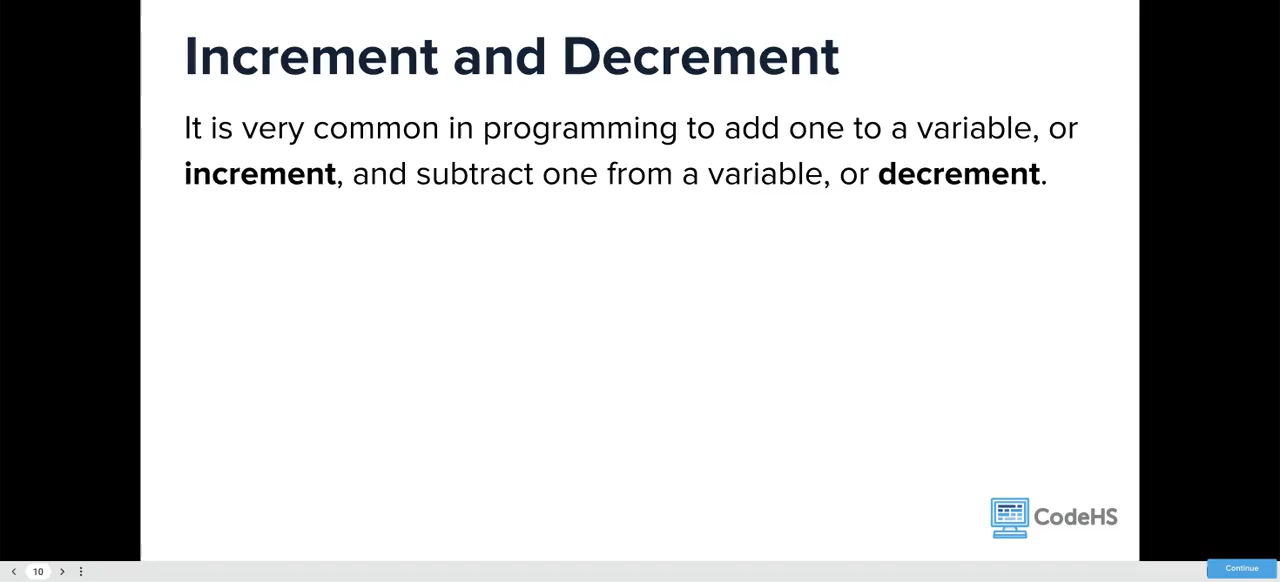 Increment and Decrement
It is very common in programming to add one to a variable, or
increment, and subtract one from a variable, or decrement.
CodeHS
10
Continue